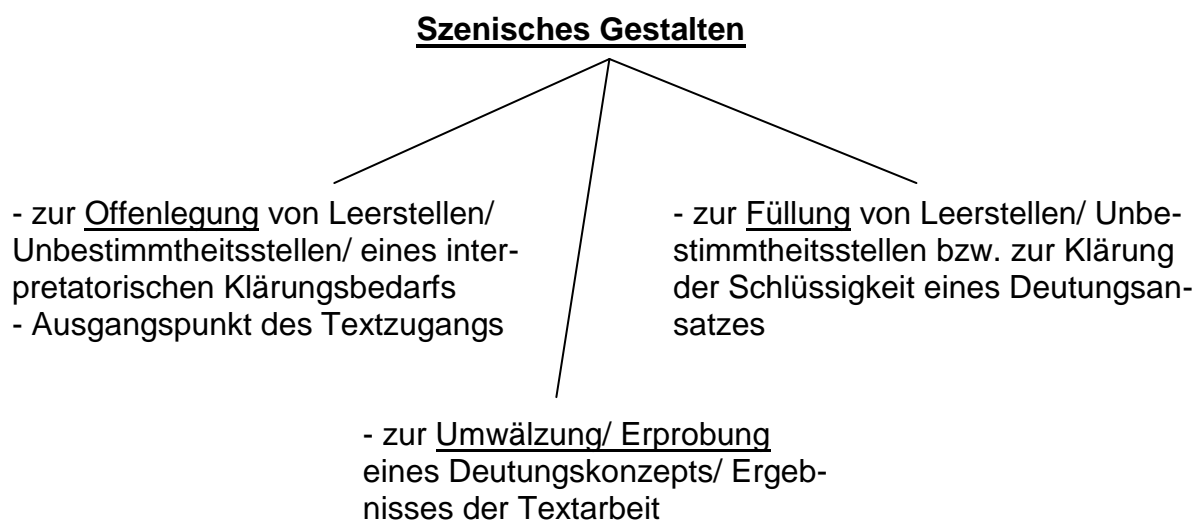 Szenisches Gestalten
- zur Offenlegung von Leerstellen/
Unbestimmtheitsstellen/ eines inter-
pretatorischen Klärungsbedarfs
- Ausgangspunkt des Textzugangs
- zur Füllung von Leerstellen/ Unbe-
stimmtheitsstellen bzw. zur Klärung
der Schlüssigkeit eines Deutungsan-
satzes
- zur Umwälzung/ Erprobung
eines Deutungskonzepts/ Ergeb-
nisses der Textarbeit